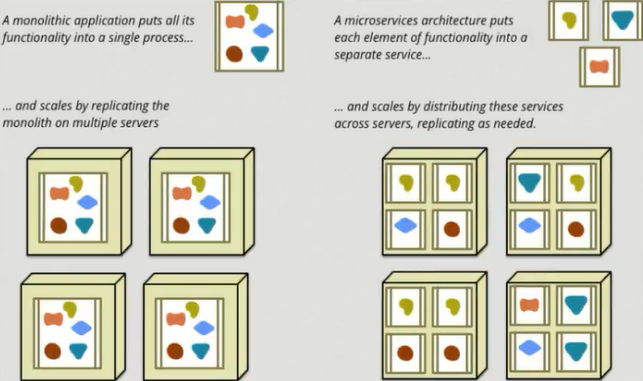 A monolithic application puts all its
functionality into a single process...
... and scales by replicating the
monolith on multiple servers
A microservices architecture puts
each element of functionality into a
separate service...
... and scales by distributing these services
across servers, replicating as needed.